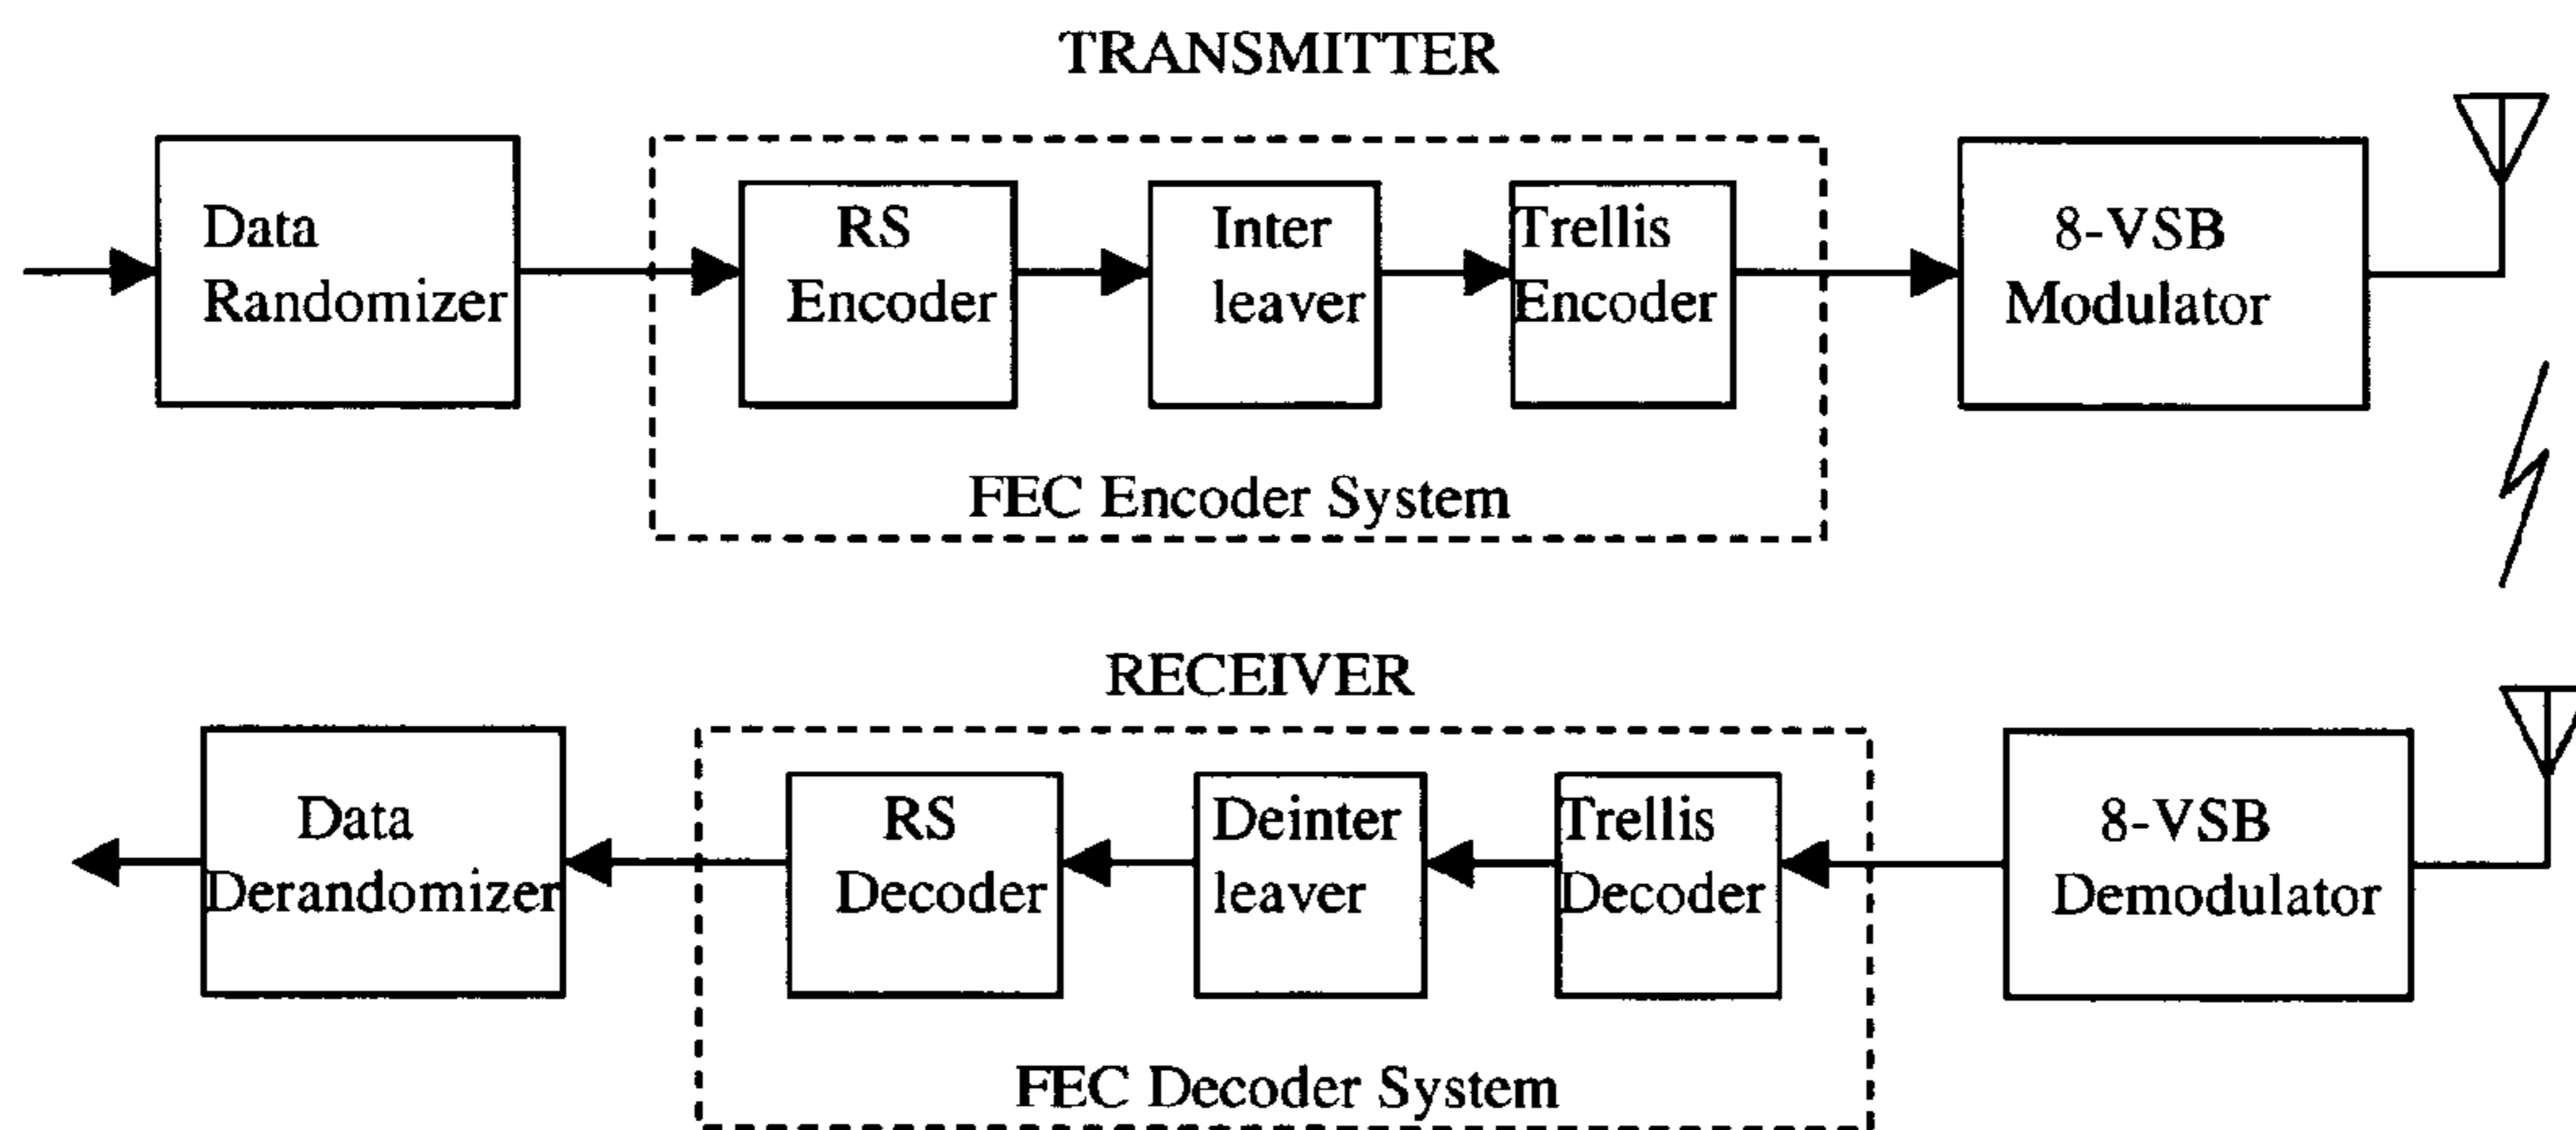 TRANSMITTER
Data
Randomizer
RS
Encoder
Inter
leaver
Trellis
Encoder
8-VSB
Modulator
FEC Encoder System
RECEIVER
Data
Derandomizer
RS
Decoder
Deinter
leaver
Trellis
Decoder
8-VSB
Demodulator
FEC Decoder System